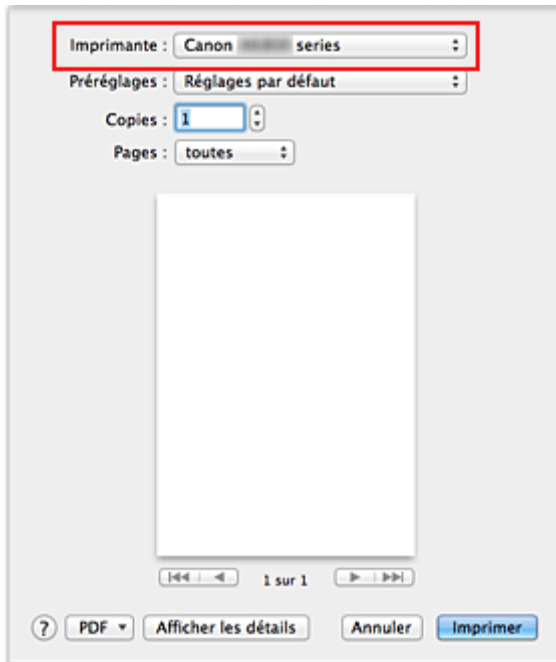 Imprimante : Canon series
Préréglages : Réglages par défaut
Copies : 1
Pages : toutes
1 sur 1
? PDF Afficher les détails Annuler Imprimer